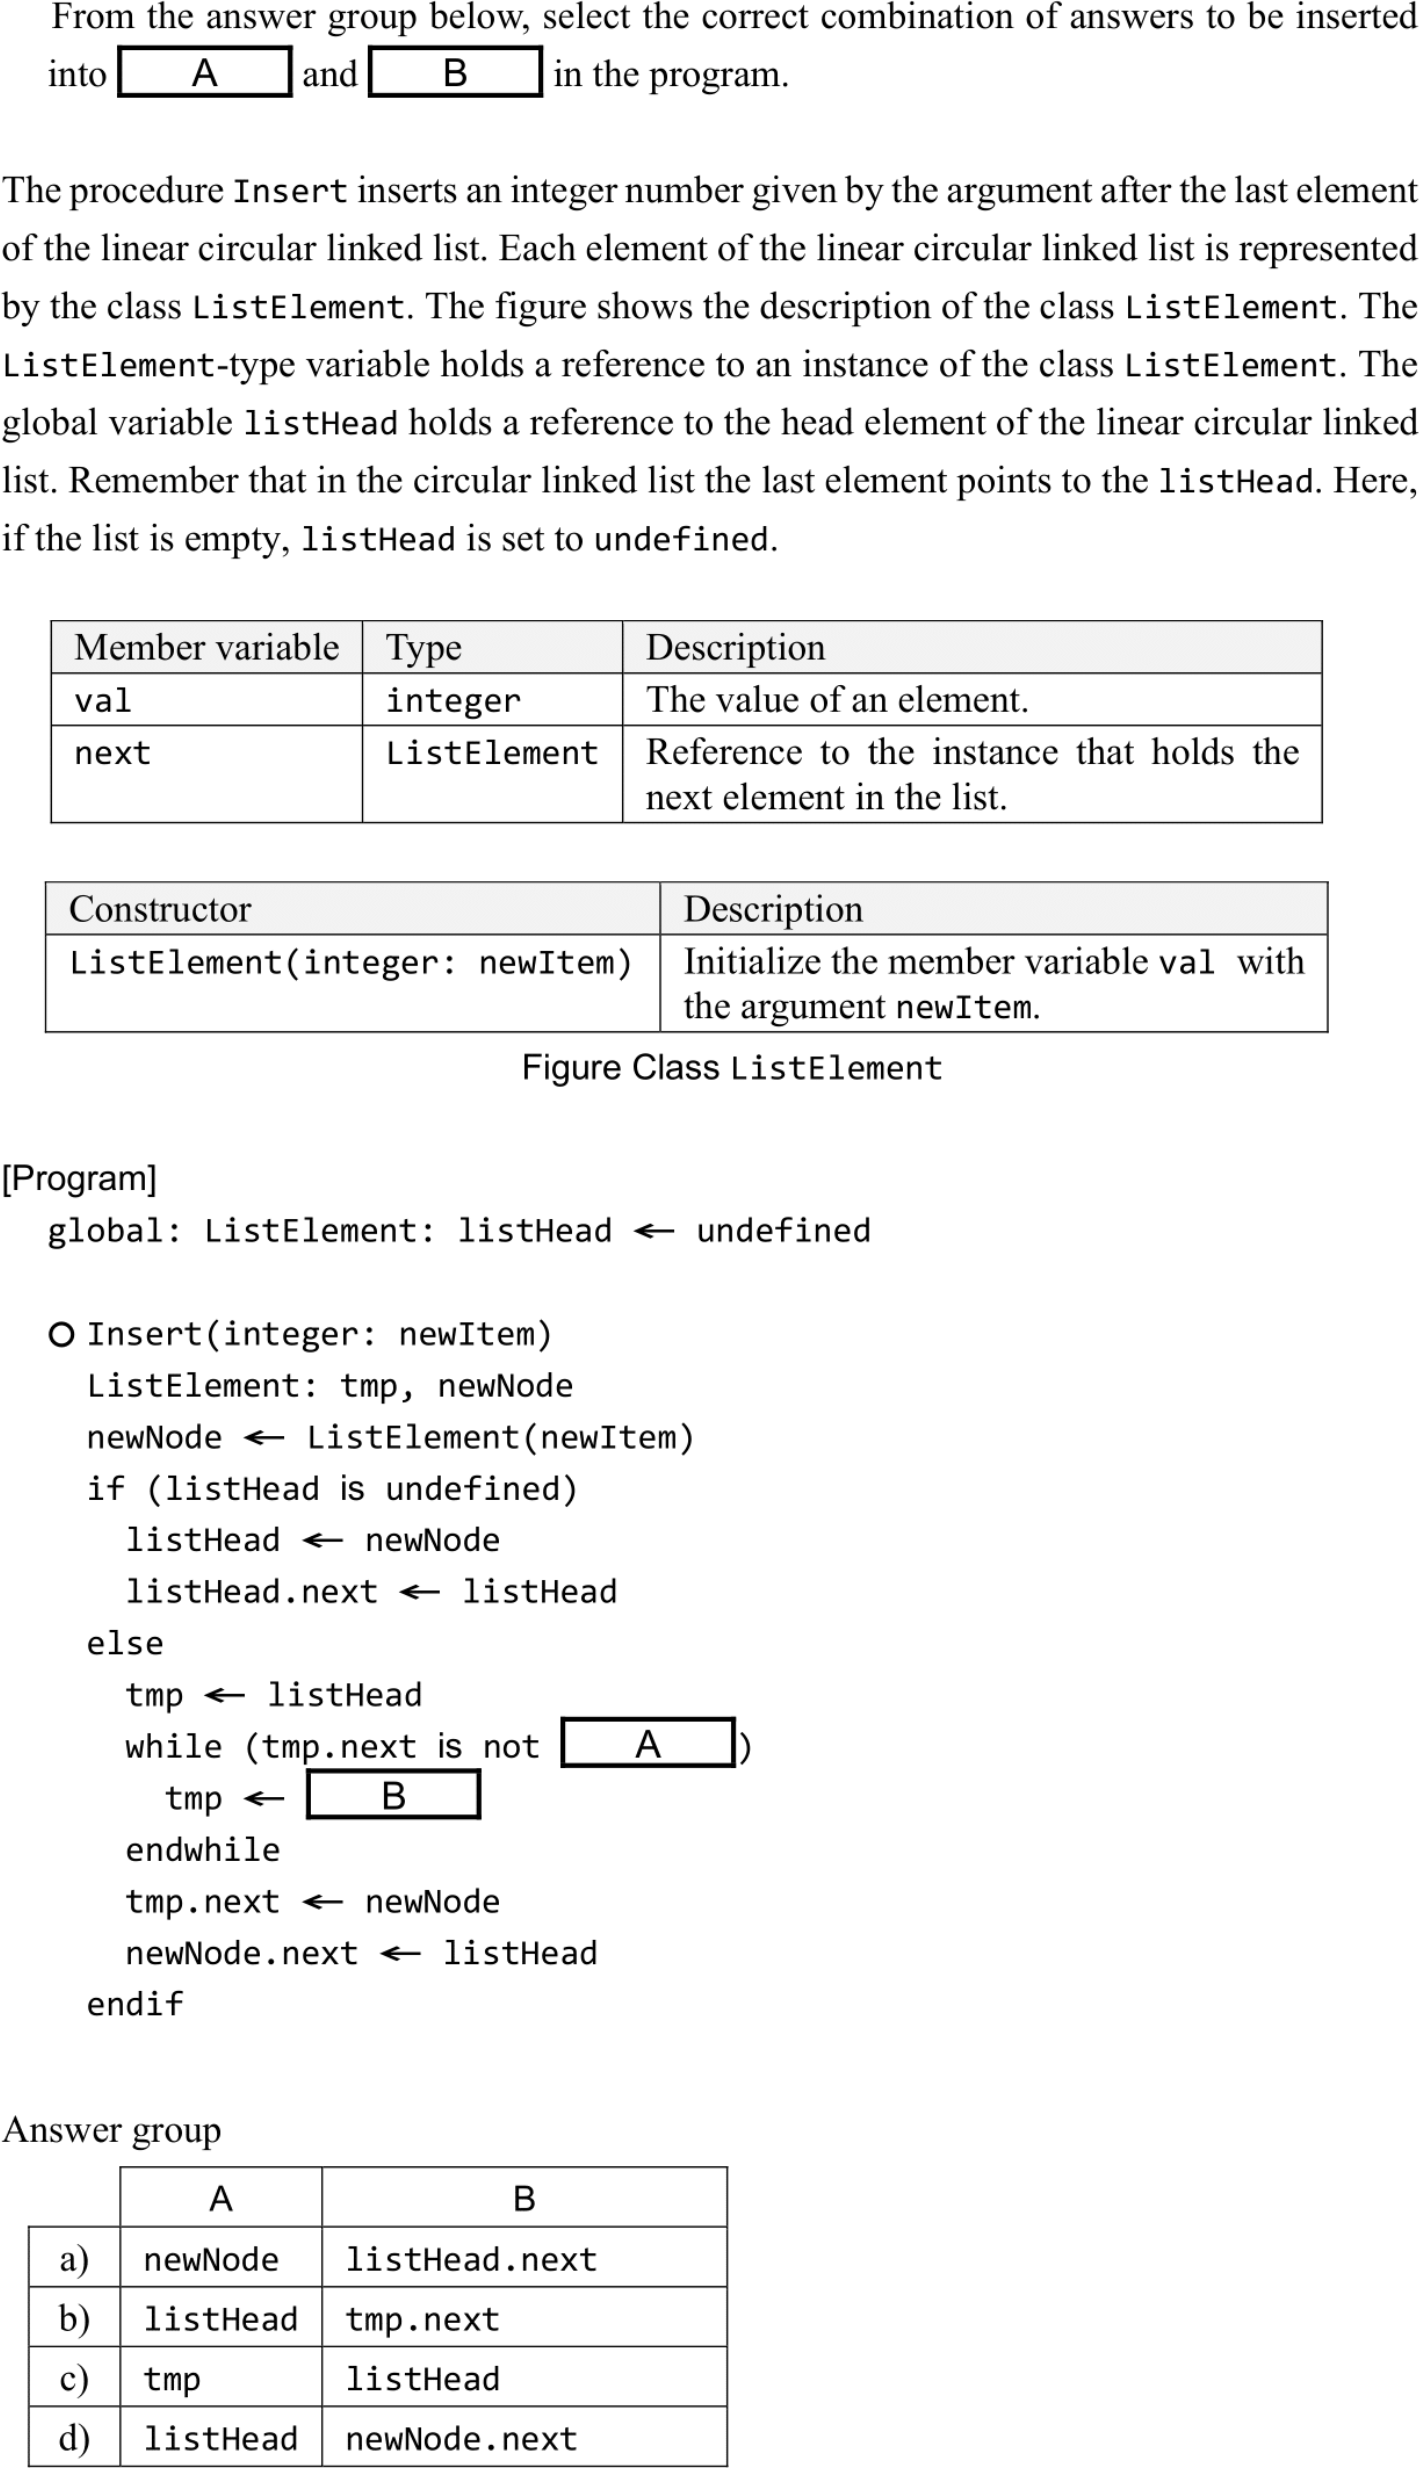 From the answer group below, select the correct combination of answers to be inserted
into A and B in the program.
The procedure Insert inserts an integer number given by the argument after the last element
of the linear circular linked list. Each element of the linear circular linked list is represented
by the class ListElement. The figure shows the description of the class ListElement. The
ListElement-type variable holds a reference to an instance of the class ListElement. The
global variable listHead holds a reference to the head element of the linear circular linked
list. Remember that in the circular linked list the last element points to the listHead. Here,
if the list is empty, listHead is set to undefined.
Member variable Type Description
val integer The value of an element.
next ListElement Reference to the instance that holds the
next element in the list.
Constructor Description
ListElement(integer: newItem) Initialize the member variable val with
the argument newItem.
Figure Class ListElement
[Program]
global: ListElement: listHead ← undefined
○ Insert(integer: newItem)
ListElement: tmp, newNode
newNode ← ListElement(newItem)
if (listHead is undefined)
listHead ← newNode
listHead.next ← listHead
else
tmp ← listHead
while (tmp.next is not A)
tmp ← B
endwhile
tmp.next ← newNode
newNode.next ← listHead
endif
Answer group
A B
a) newNode listHead.next
b) listHead tmp.next
c) tmp listHead
d) listHead newNode.next